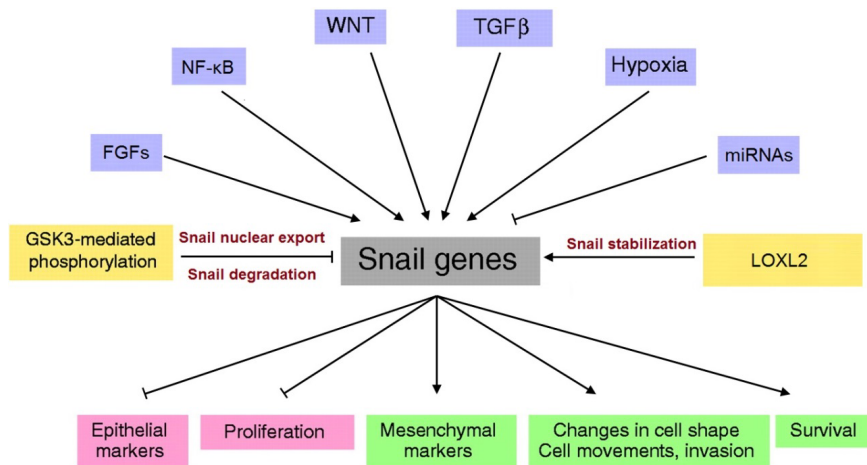 WNT
TGFβ
NF-κB
Hypoxia
FGFs
miRNAs
GSK3-mediated
phosphorylation
Snail nuclear export
Snail degradation
Snail genes
Snail stabilization
LOXL2
Epithelial
markers
Proliferation
Mesenchymal
markers
Changes in cell shape
Cell movements, invasion
Survival